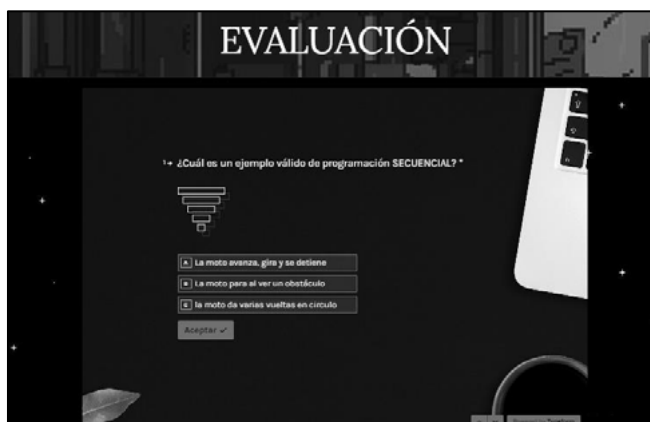 EVALUACIÓN
1→ ¿Cuál es un ejemplo válido de programación SECUENCIAL? *
A La moto avanza, gira y se detiene
B La moto para al ver un obstáculo
C la moto da varias vueltas en circulo
Aceptar ✓